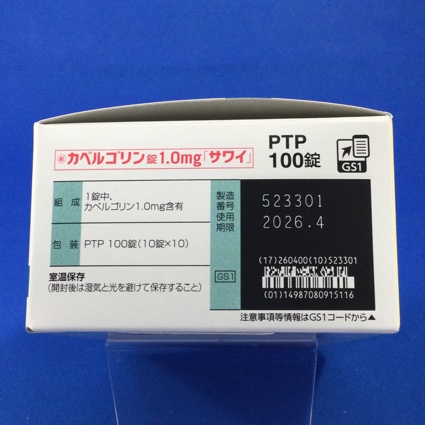 劇 カベルゴリン錠1.0mg「サワイ」
PTP
100錠
GS1
組成
1錠中、
カベルゴリン1.0mg含有
包装
PTP 100錠(10錠×10)
室温保存
(開封後は湿気と光を避けて保存すること)
製造
番号
使用
期限
523301
2026.4
GS1
(17)260400(10)523301
(01)14987080915116
注意事項等情報はGS1コードから▲